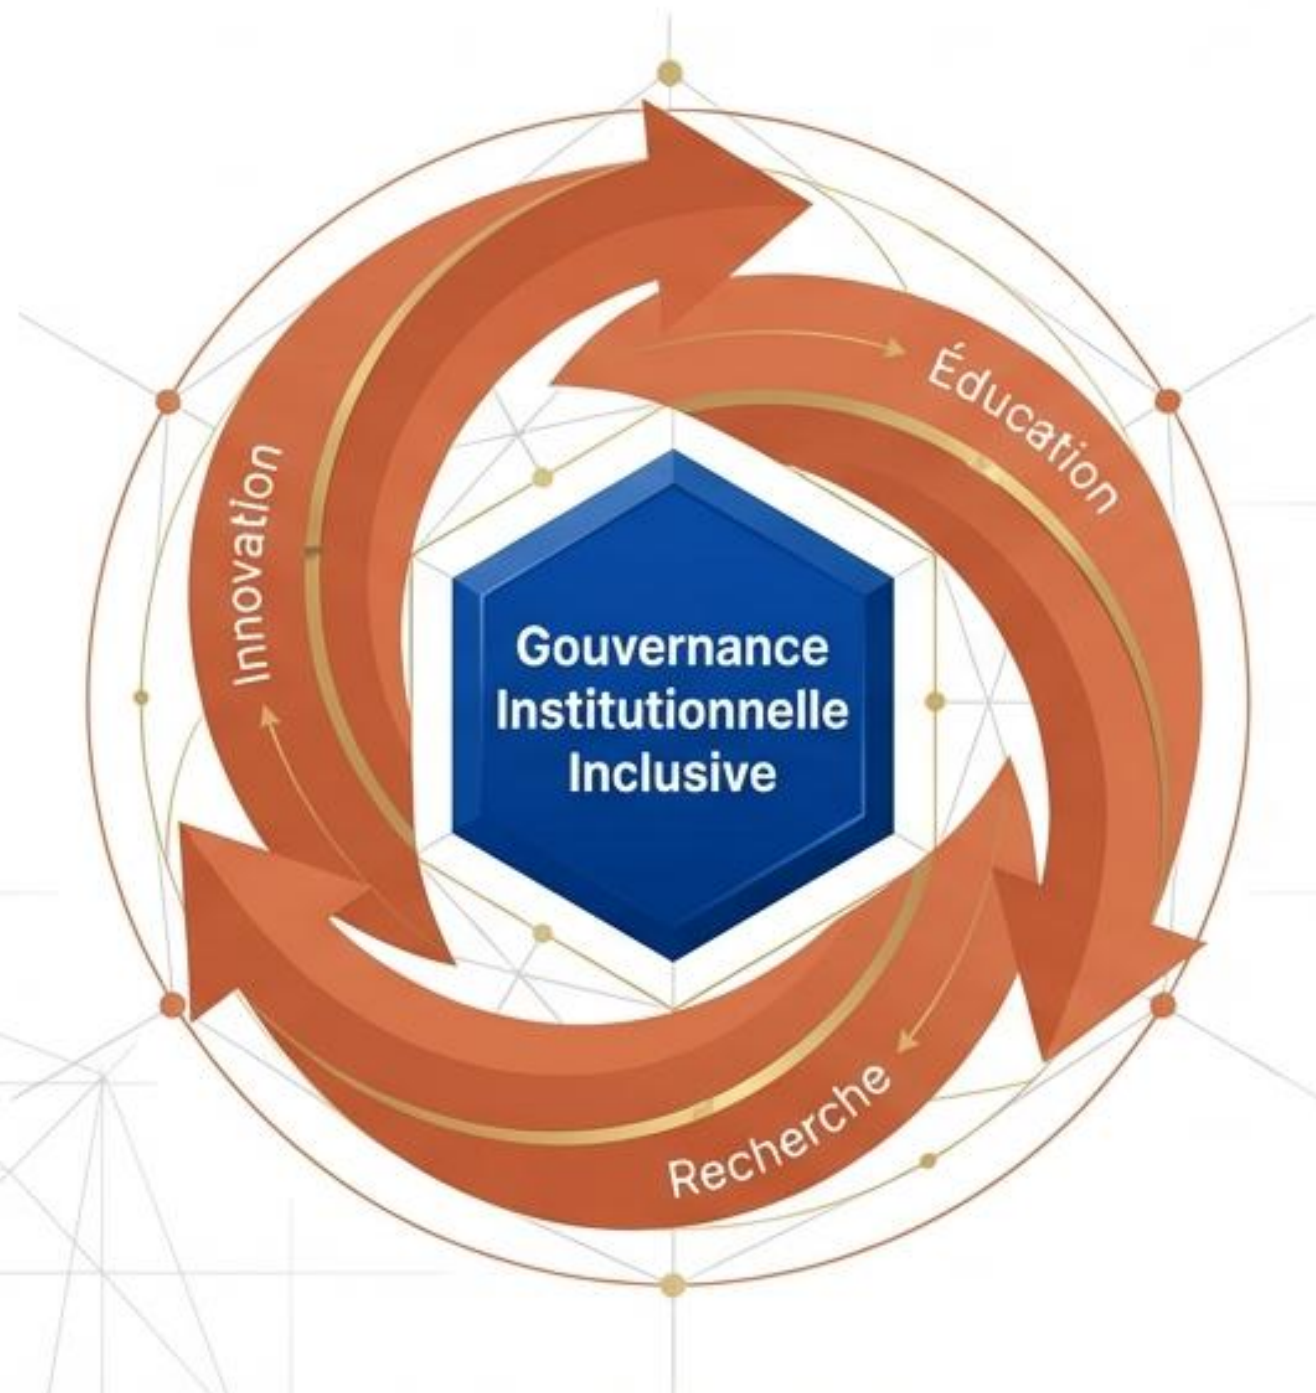 Éducation
Innovation
Gouvernance
Institutionnelle
Inclusive
Recherche